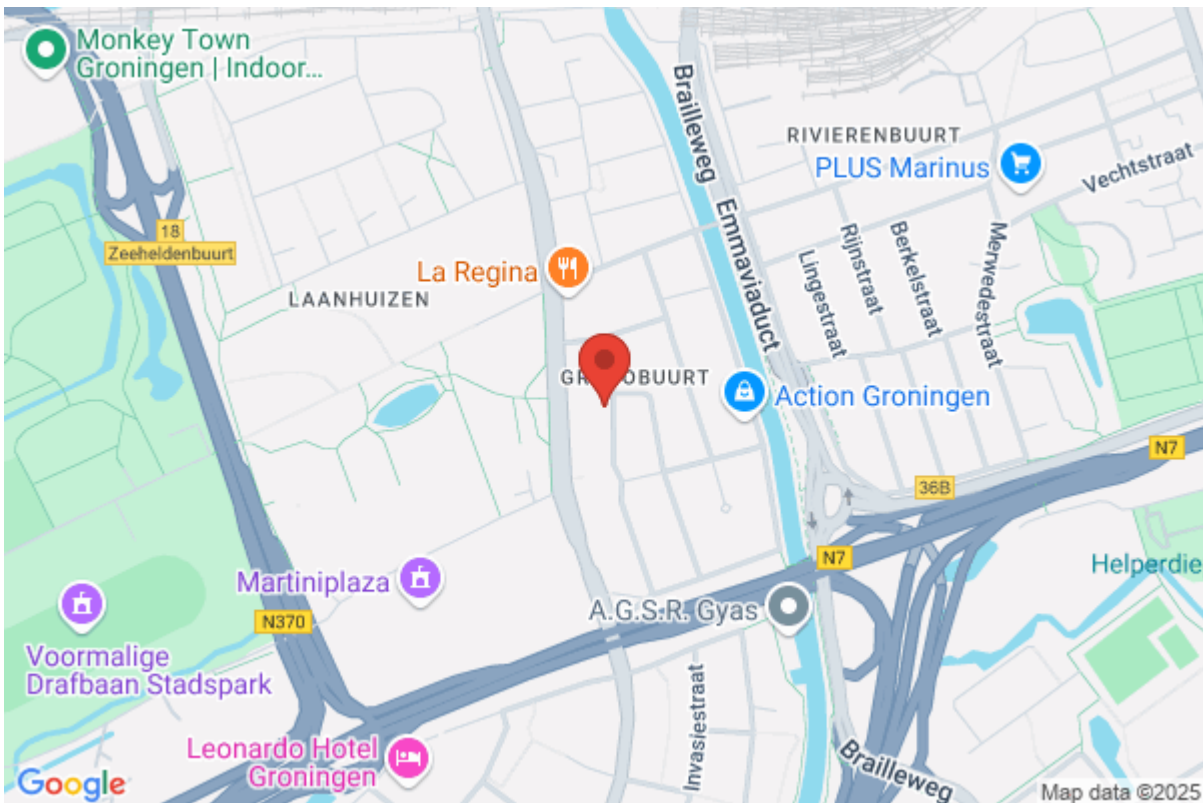 Monkey Town
Groningen | Indoor...
Brailleweg
RIVIERENBUURT
PLUS Marinus
Vechtstraat
18
Zeeheldenbuurt
Emmaviaduct
Lingestraat
Rijnstraat
Berkelstraat
Merwedestraat
La Regina
LAANHUIZEN
Action Groningen
N7
36B
N7
Helperdie
Martiniplaza
A.G.S.R. Gyas
N370
Voormalige
Drafbaan Stadspark
Invasiestraat
Leonardo Hotel
Groningen
Brailleweg
Google
Map data ©2025